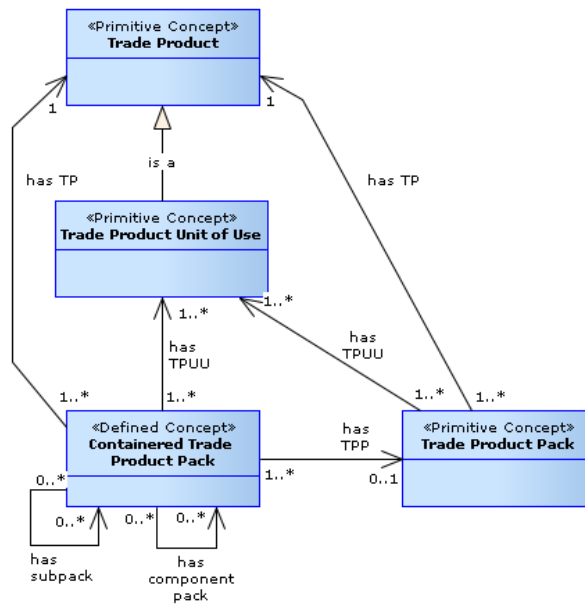 «Primitive Concept»
Trade Product
1
1
is a
has TP
has TP
«Primitive Concept»
Trade Product Unit of Use
1..*
1..*
has
TPUU
has
TPUU
1..*
1..*
1..*
1..*
«Defined Concept»
Containered Trade
Product Pack
has
TPP
«Primitive Concept»
Trade Product Pack
1..*
0..1
0..*
0..*
0..*
0..*
has
subpack
has
component
pack